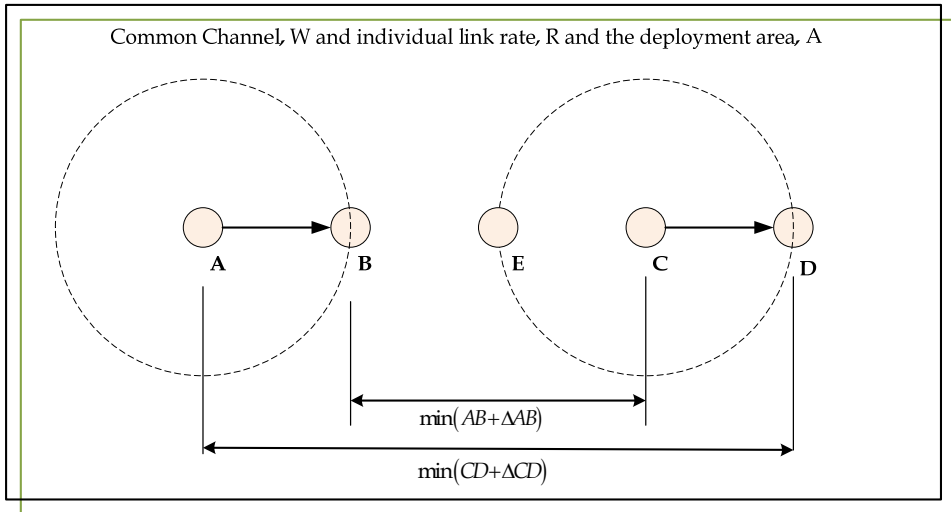 Common Channel, W and individual link rate, R and the deployment area, A
A B E C D
min(AB+ΔAB)
min(CD+ΔCD)